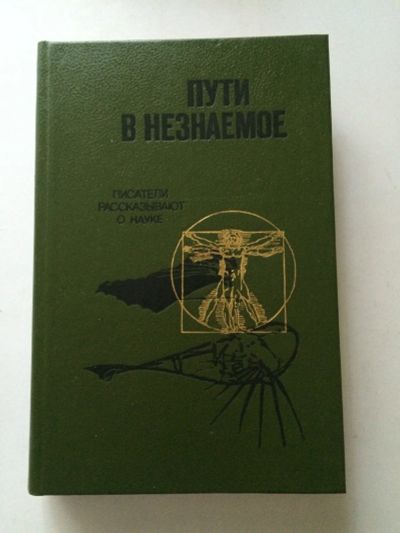 ПУТИ
В НЕЗНАЕМОЕ
ПИСАТЕЛИ
РАССКАЗЫВАЮТ
О НАУКЕ